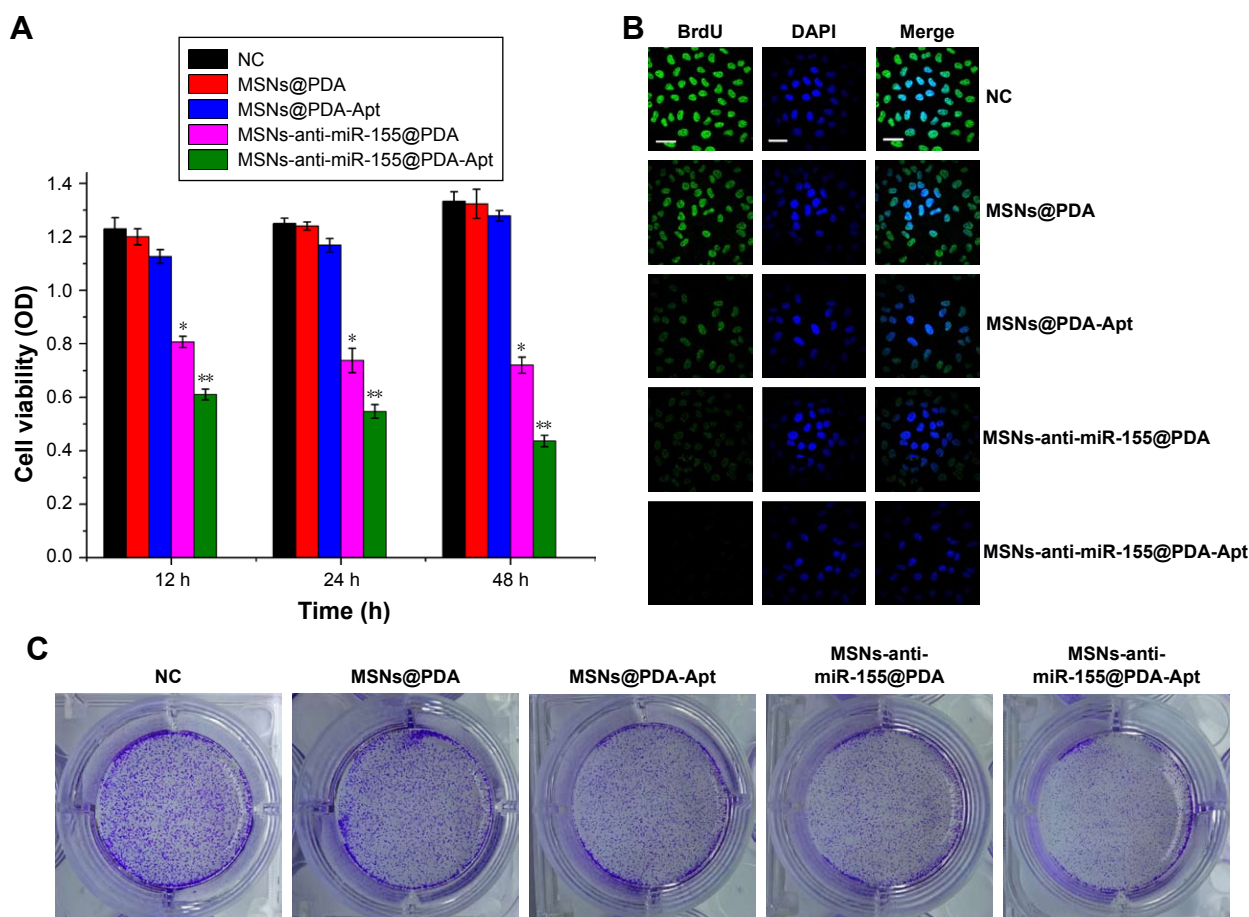 A
NC
MSNs@PDA
MSNs@PDA-Apt
MSNs-anti-miR-155@PDA
MSNs-anti-miR-155@PDA-Apt
Cell viability (OD)
1.4
1.2
1.0
0.8
0.6
0.4
0.2
0.0
*
**
*
**
*
**
12 h
24 h
48 h
Time (h)
B
BrdU DAPI Merge
NC
MSNs@PDA
MSNs@PDA-Apt
MSNs-anti-miR-155@PDA
MSNs-anti-miR-155@PDA-Apt
C
NC
MSNs@PDA
MSNs@PDA-Apt
MSNs-anti-
miR-155@PDA
MSNs-anti-
miR-155@PDA-Apt